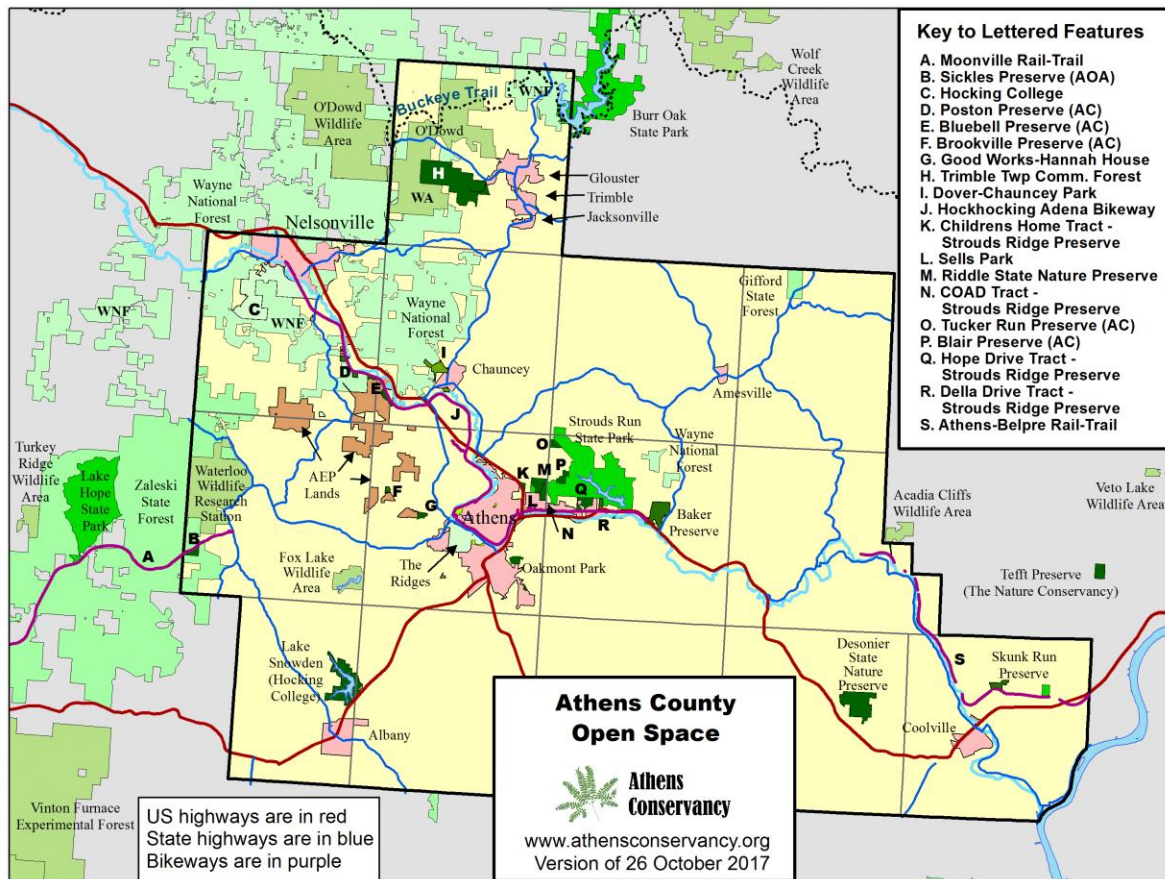 Key to Lettered Features
A. Moonville Rail-Trail
B. Sickles Preserve (AOA)
C. Hocking College
D. Poston Preserve (AC)
E. Bluebell Preserve (AC)
F. Brookville Preserve (AC)
G. Good Works-Hannah House
H. Trimble Twp Comm. Forest
I. Dover-Chauncey Park
J. Hockhocking Adena Bikeway
K. Childrens Home Tract -
Strouds Ridge Preserve
L. Sells Park
M. Riddle State Nature Preserve
N. COAD Tract -
Strouds Ridge Preserve
O. Tucker Run Preserve (AC)
P. Blair Preserve (AC)
Q. Hope Drive Tract -
Strouds Ridge Preserve
R. Della Drive Tract -
Strouds Ridge Preserve
S. Athens-Belpre Rail-Trail
Wolf
Creek
Wildlife
Area
WNF
Buckeye Trail
O'Dowd
Wildlife
Area
Burr Oak
State Park
O'Dowd
H
WA
Glouster
Trimble
Jacksonville
Wayne
National
Forest
Nelsonville
WNF
C
WNF
Wayne
National
Forest
Gifford
State
Forest
I
Chauncey
D
E
J
Amesville
Strouds Run
State Park
O
P
K
M
Q
L
N
R
Wayne
National
Forest
Turkey
Ridge
Wildlife
Area
Lake
Hope
State
Park
Zaleski
State
Forest
Waterloo
Wildlife
Research
Station
AEP
Lands
F
G
Athens
Baker
Preserve
Acadia Cliffs
Wildlife Area
Veto Lake
Wildlife Area
A
B
Fox Lake
Wildlife
Area
The
Ridges
Oakmont Park
Tefft Preserve
(The Nature Conservancy)
Lake
Snowden
(Hocking
College)
Albany
Desonier
State
Nature
Preserve
S
Skunk Run
Preserve
Coolville
Vinton Furnace
Experimental Forest
US highways are in red
State highways are in blue
Bikeways are in purple
Athens County
Open Space
Athens
Conservancy
www.athensconservancy.org
Version of 26 October 2017